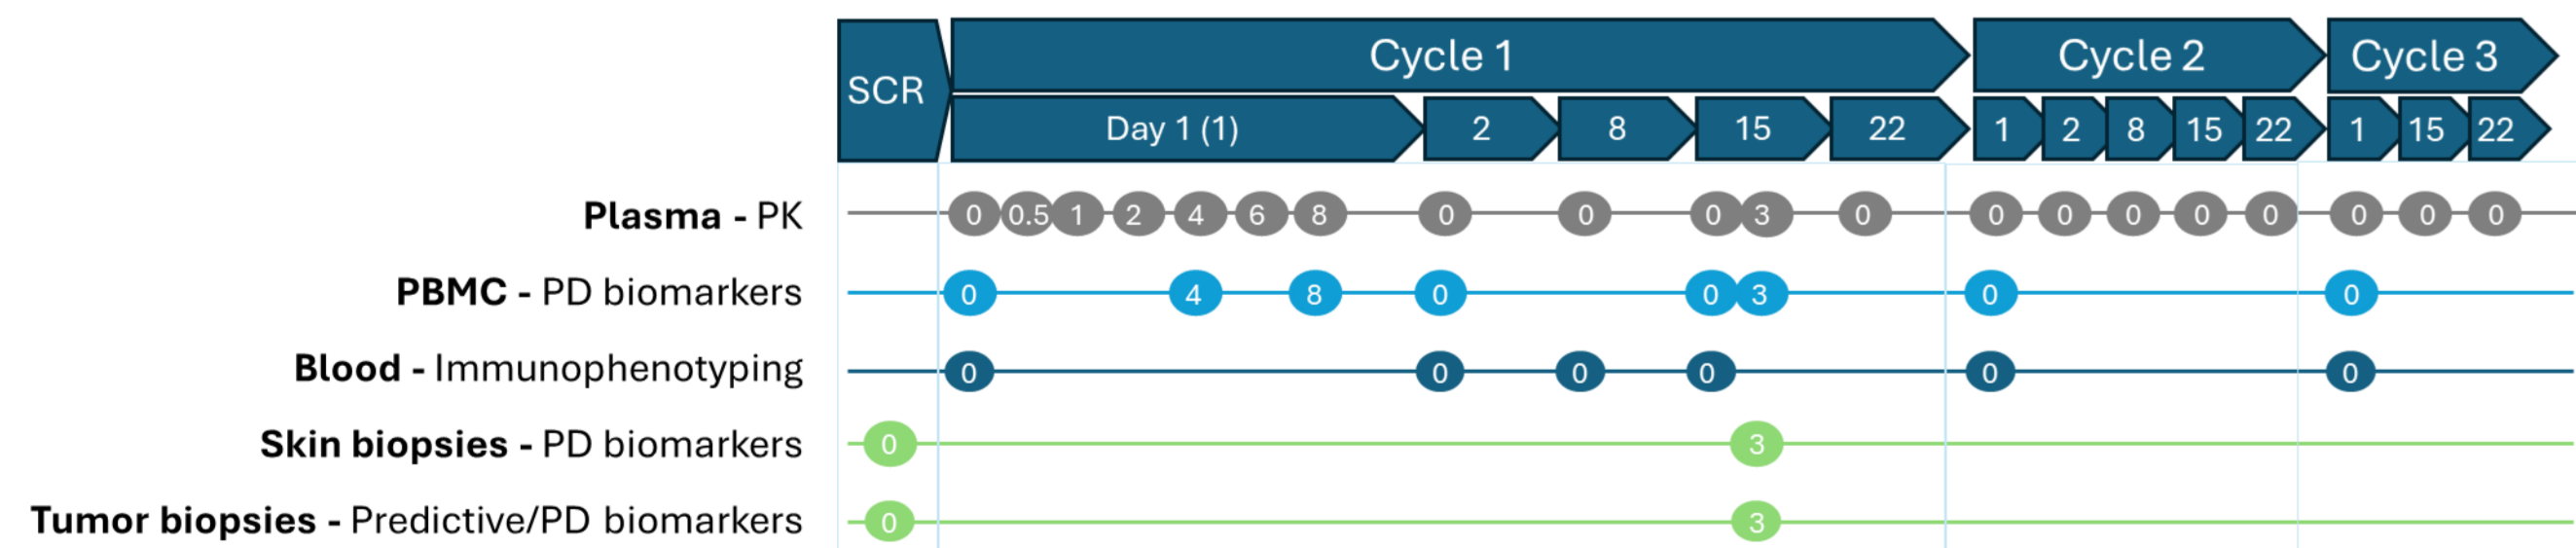 SCR
Cycle 1
Cycle 2
Cycle 3
Day 1 (1) 2 8 15 22 1 2 8 15 22 1 15 22
Plasma - PK 0 0.5 1 2 4 6 8 0 0 0 3 0 0 0 0 0 0 0 0 0
PBMC - PD biomarkers 0 4 8 0 0 3 0 0
Blood - Immunophenotyping 0 0 0 0 0 0
Skin biopsies - PD biomarkers 0 3
Tumor biopsies - Predictive/PD biomarkers 0 3